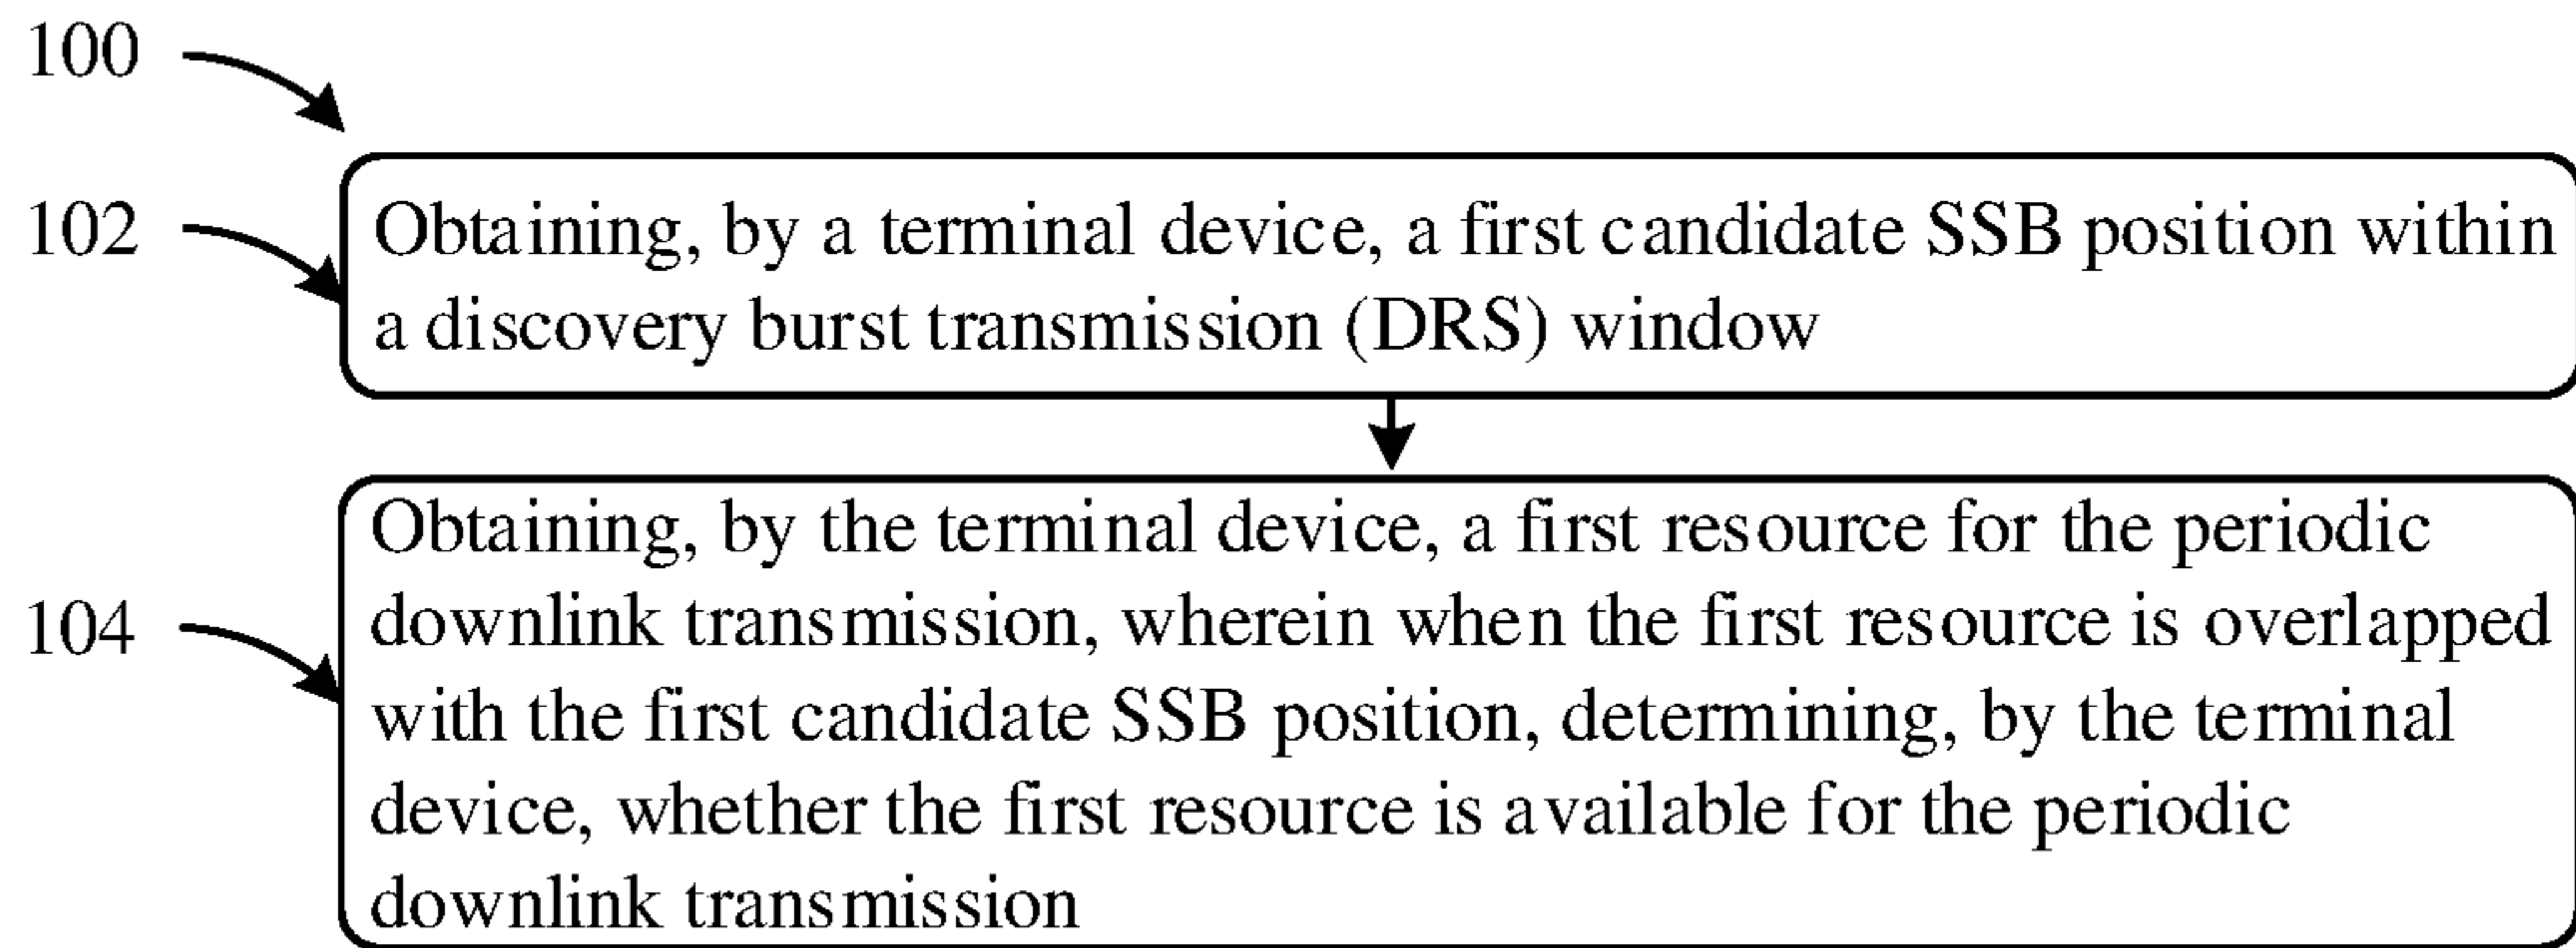 100
102
Obtaining, by a terminal device, a first candidate SSB position within
a discovery burst transmission (DRS) window
104
Obtaining, by the terminal device, a first resource for the periodic
downlink transmission, wherein when the first resource is overlapped
with the first candidate SSB position, determining, by the terminal
device, whether the first resource is available for the periodic
downlink transmission